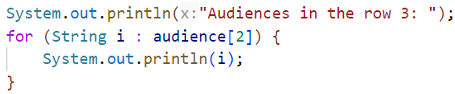 System.out.println(x:"Audiences in the row 3: ");
for (String i : audience[2]) {
    System.out.println(i);
}